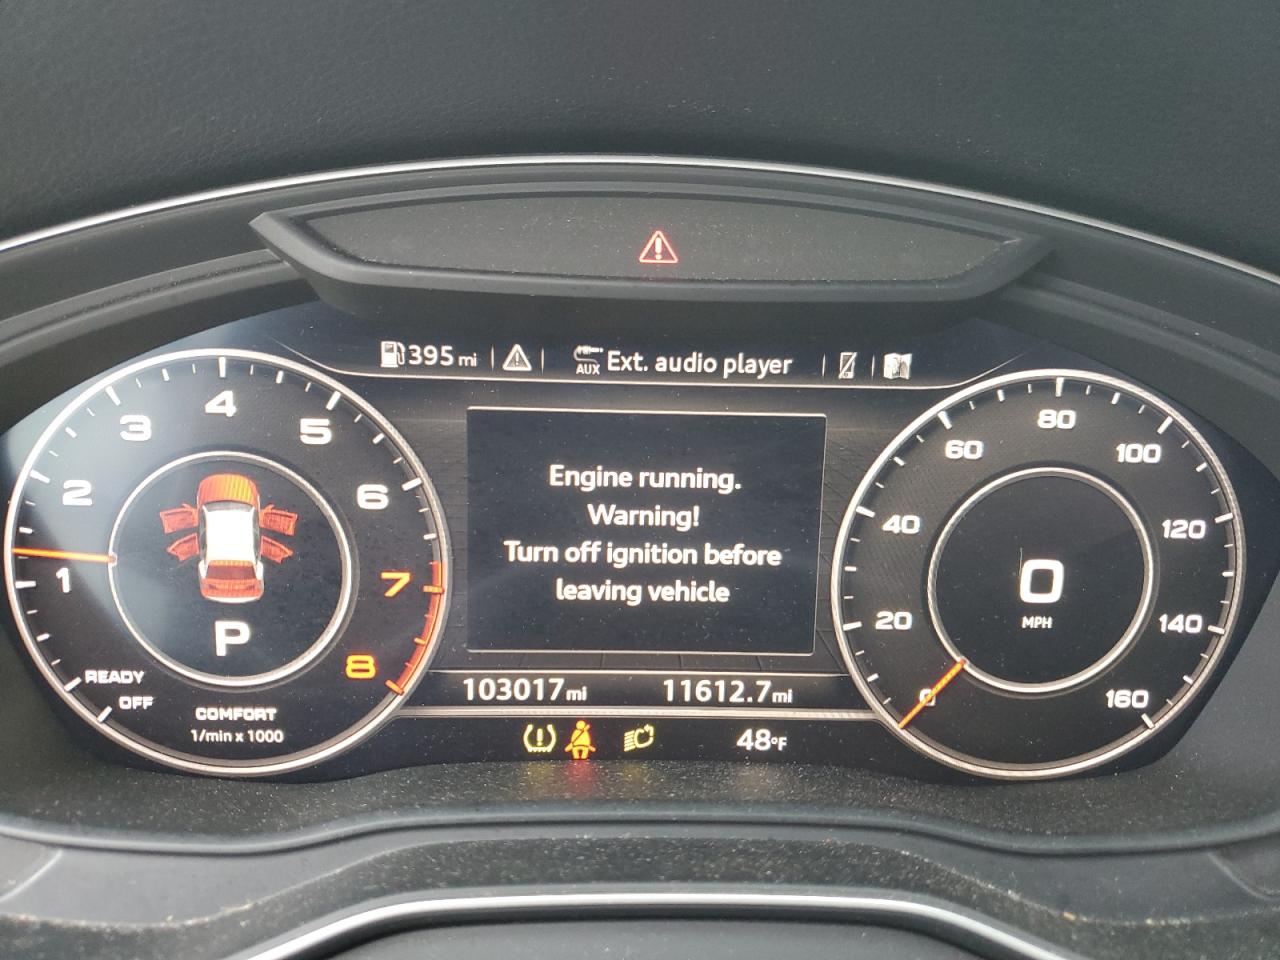 395 mi
AUX Ext. audio player
1
2
3
4
5
6
7
8
P
READY
OFF
COMFORT
1/min x 1000
Engine running.
Warning!
Turn off ignition before
leaving vehicle
103017 mi 11612.7 mi
48°F
0
20
40
60
80
100
120
140
160
0
MPH